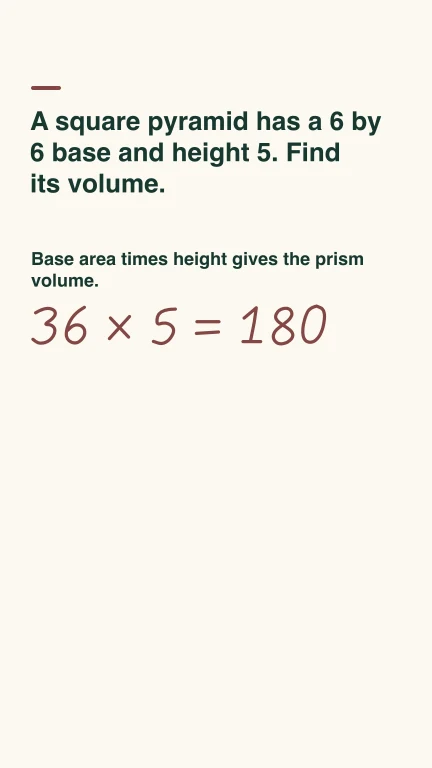 A square pyramid has a 6 by
6 base and height 5. Find
its volume.
Base area times height gives the prism
volume.
36 × 5 = 180